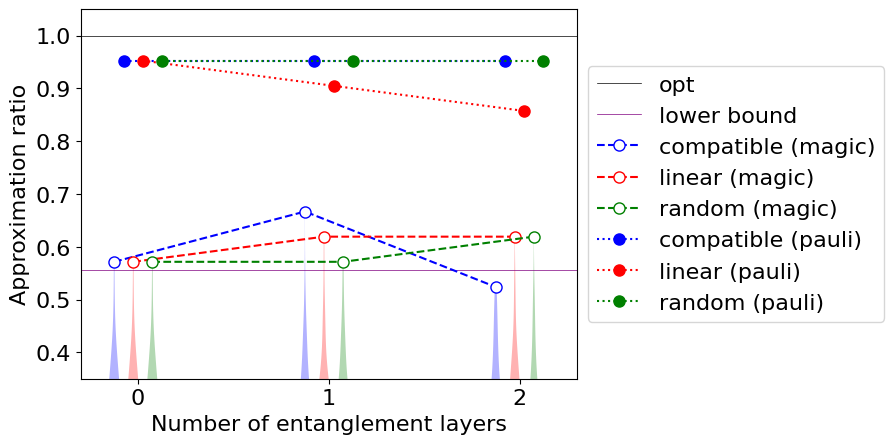 1.0
0.9
0.8
0.7
0.6
0.5
0.4
Approximation ratio
0 1 2
Number of entanglement layers
opt
lower bound
compatible (magic)
linear (magic)
random (magic)
compatible (pauli)
linear (pauli)
random (pauli)